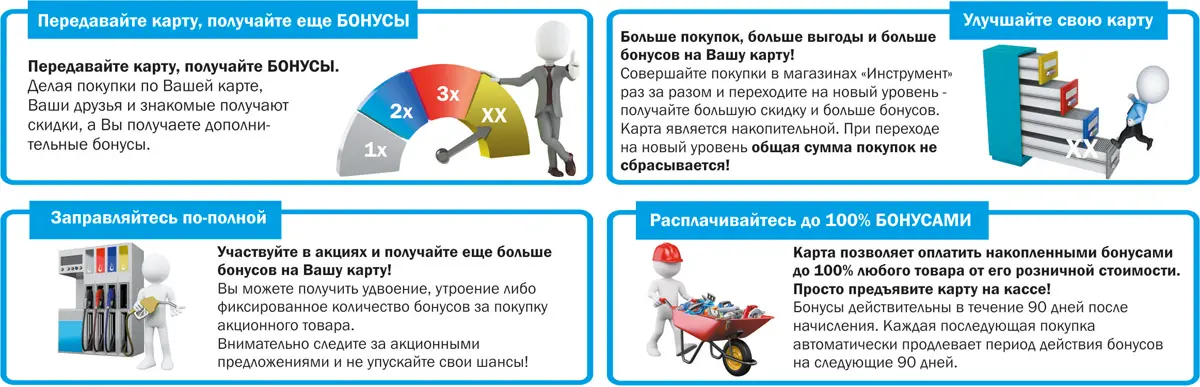 Передавайте карту, получайте еще БОНУСЫ
Передавайте карту, получайте БОНУСЫ.
Делая покупки по Вашей карте,
Ваши друзья и знакомые получают
скидки, а Вы получаете дополни-
тельные бонусы.
1x
2x
3x
XX
Улучшайте свою карту
Больше покупок, больше выгоды и больше
бонусов на Вашу карту!
Совершайте покупки в магазинах «Инструмент»
раз за разом и переходите на новый уровень -
получайте большую скидку и больше бонусов.
Карта является накопительной. При переходе
на новый уровень общая сумма покупок не
сбрасывается!
XX
Заправляйтесь по-полной
Участвуйте в акциях и получайте еще больше
бонусов на Вашу карту!
Вы можете получить удвоение, утроение либо
фиксированное количество бонусов за покупку
акционного товара.
Внимательно следите за акционными
предложениями и не упускайте свои шансы!
Расплачивайтесь до 100% БОНУСАМИ
Карта позволяет оплатить накопленными бонусами
до 100% любого товара от его розничной стоимости.
Просто предъявите карту на кассе!
Бонусы действительны в течение 90 дней после
начисления. Каждая последующая покупка
автоматически продлевает период действия бонусов
на следующие 90 дней.